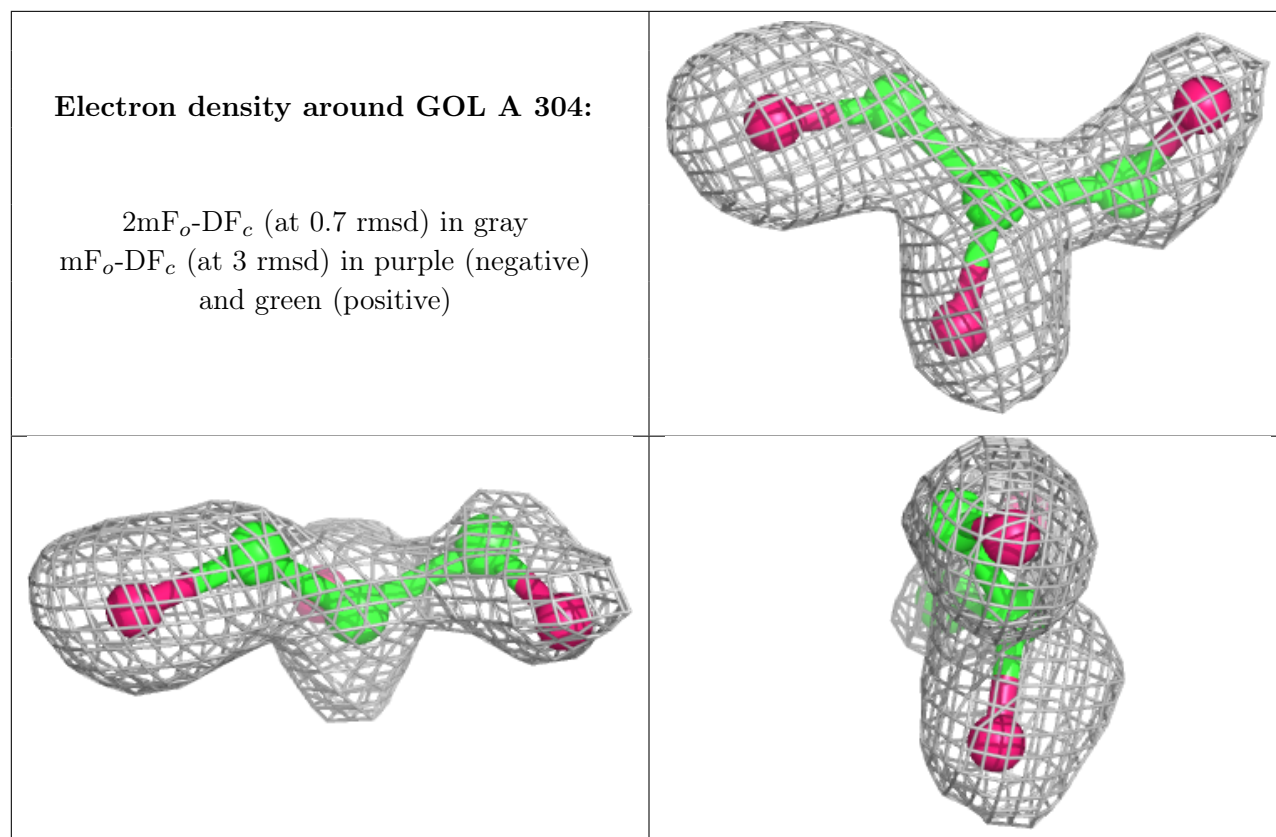 Electron density around GOL A 304:
2mFₒ-DF𝒸 (at 0.7 rmsd) in gray
mFₒ-DF𝒸 (at 3 rmsd) in purple (negative)
and green (positive)